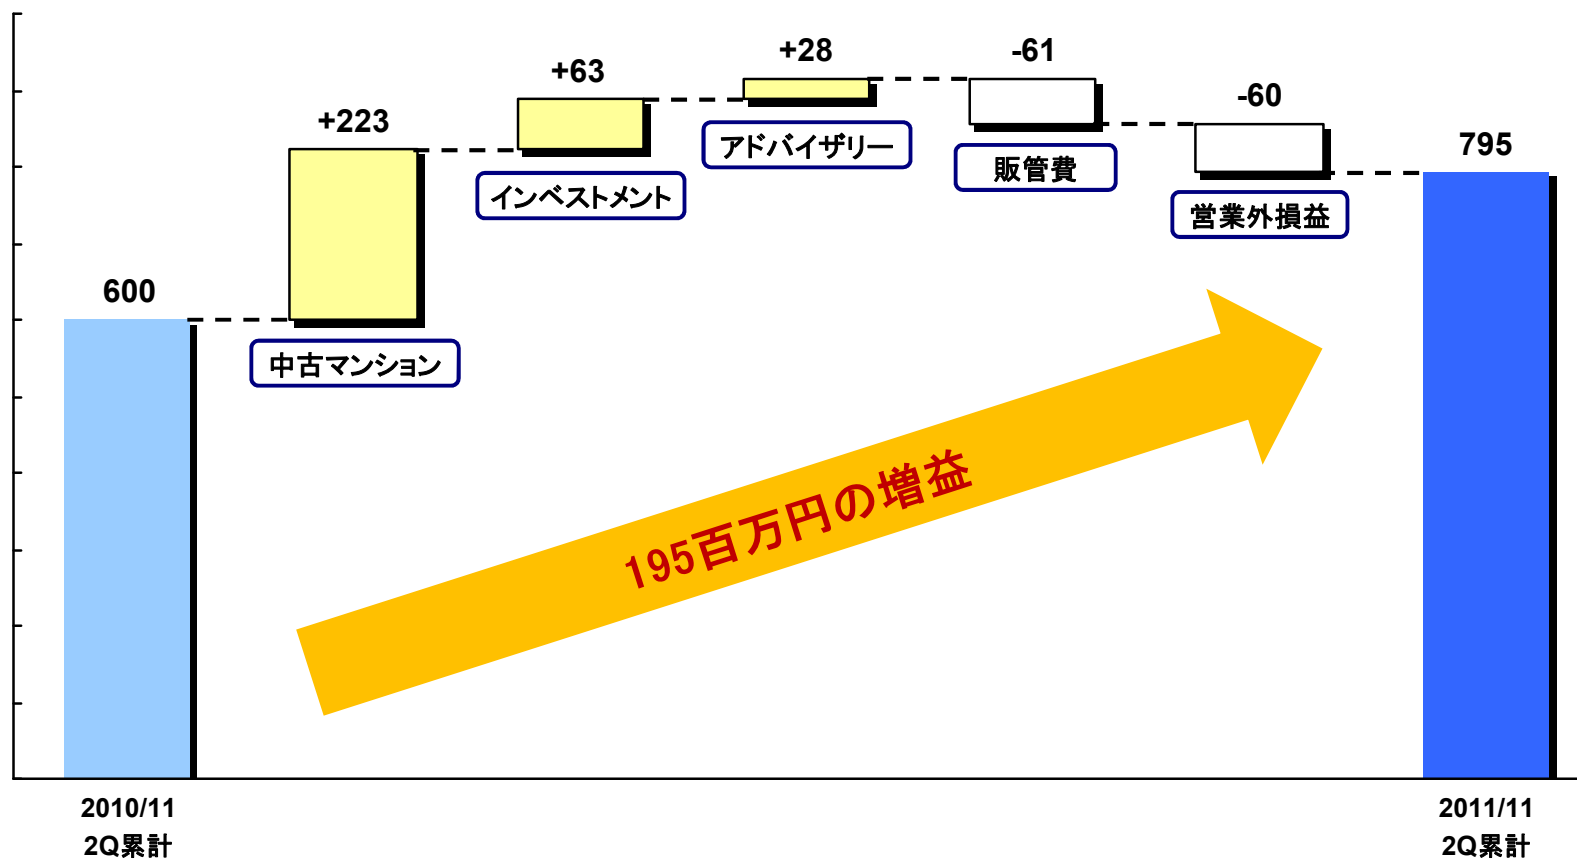 600
+223
中古マンション
+63
インベストメント
+28
アドバイザリー
-61
販管費
-60
営業外損益
795
195百万円の増益
2010/11
2Q累計
2011/11
2Q累計